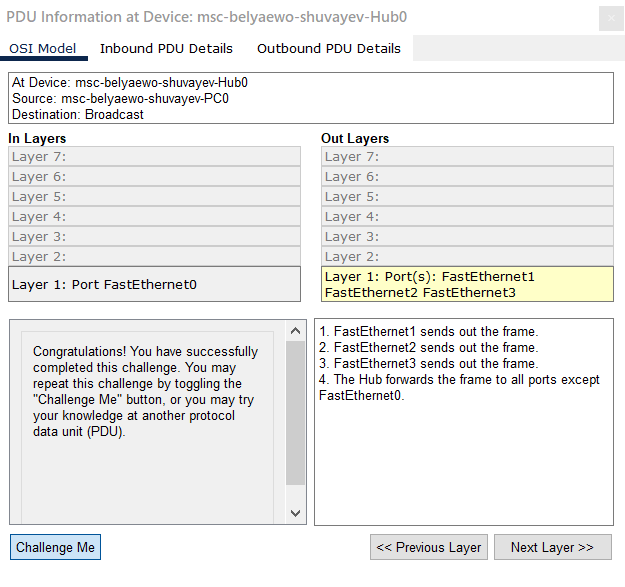 PDU Information at Device: msc-belyaewo-shuvayev-Hub0
OSI Model
Inbound PDU Details
Outbound PDU Details
At Device: msc-belyaewo-shuvayev-Hub0
Source: msc-belyaewo-shuvayev-PC0
Destination: Broadcast
In Layers
Layer 7:
Layer 6:
Layer 5:
Layer 4:
Layer 3:
Layer 2:
Layer 1: Port FastEthernet0
Out Layers
Layer 7:
Layer 6:
Layer 5:
Layer 4:
Layer 3:
Layer 2:
Layer 1: Port(s): FastEthernet1
FastEthernet2 FastEthernet3
Congratulations! You have successfully
completed this challenge. You may
repeat this challenge by toggling the
"Challenge Me" button, or you may try
your knowledge at another protocol
data unit (PDU).
1. FastEthernet1 sends out the frame.
2. FastEthernet2 sends out the frame.
3. FastEthernet3 sends out the frame.
4. The Hub forwards the frame to all ports except
FastEthernet0.
Challenge Me
<< Previous Layer
Next Layer >>